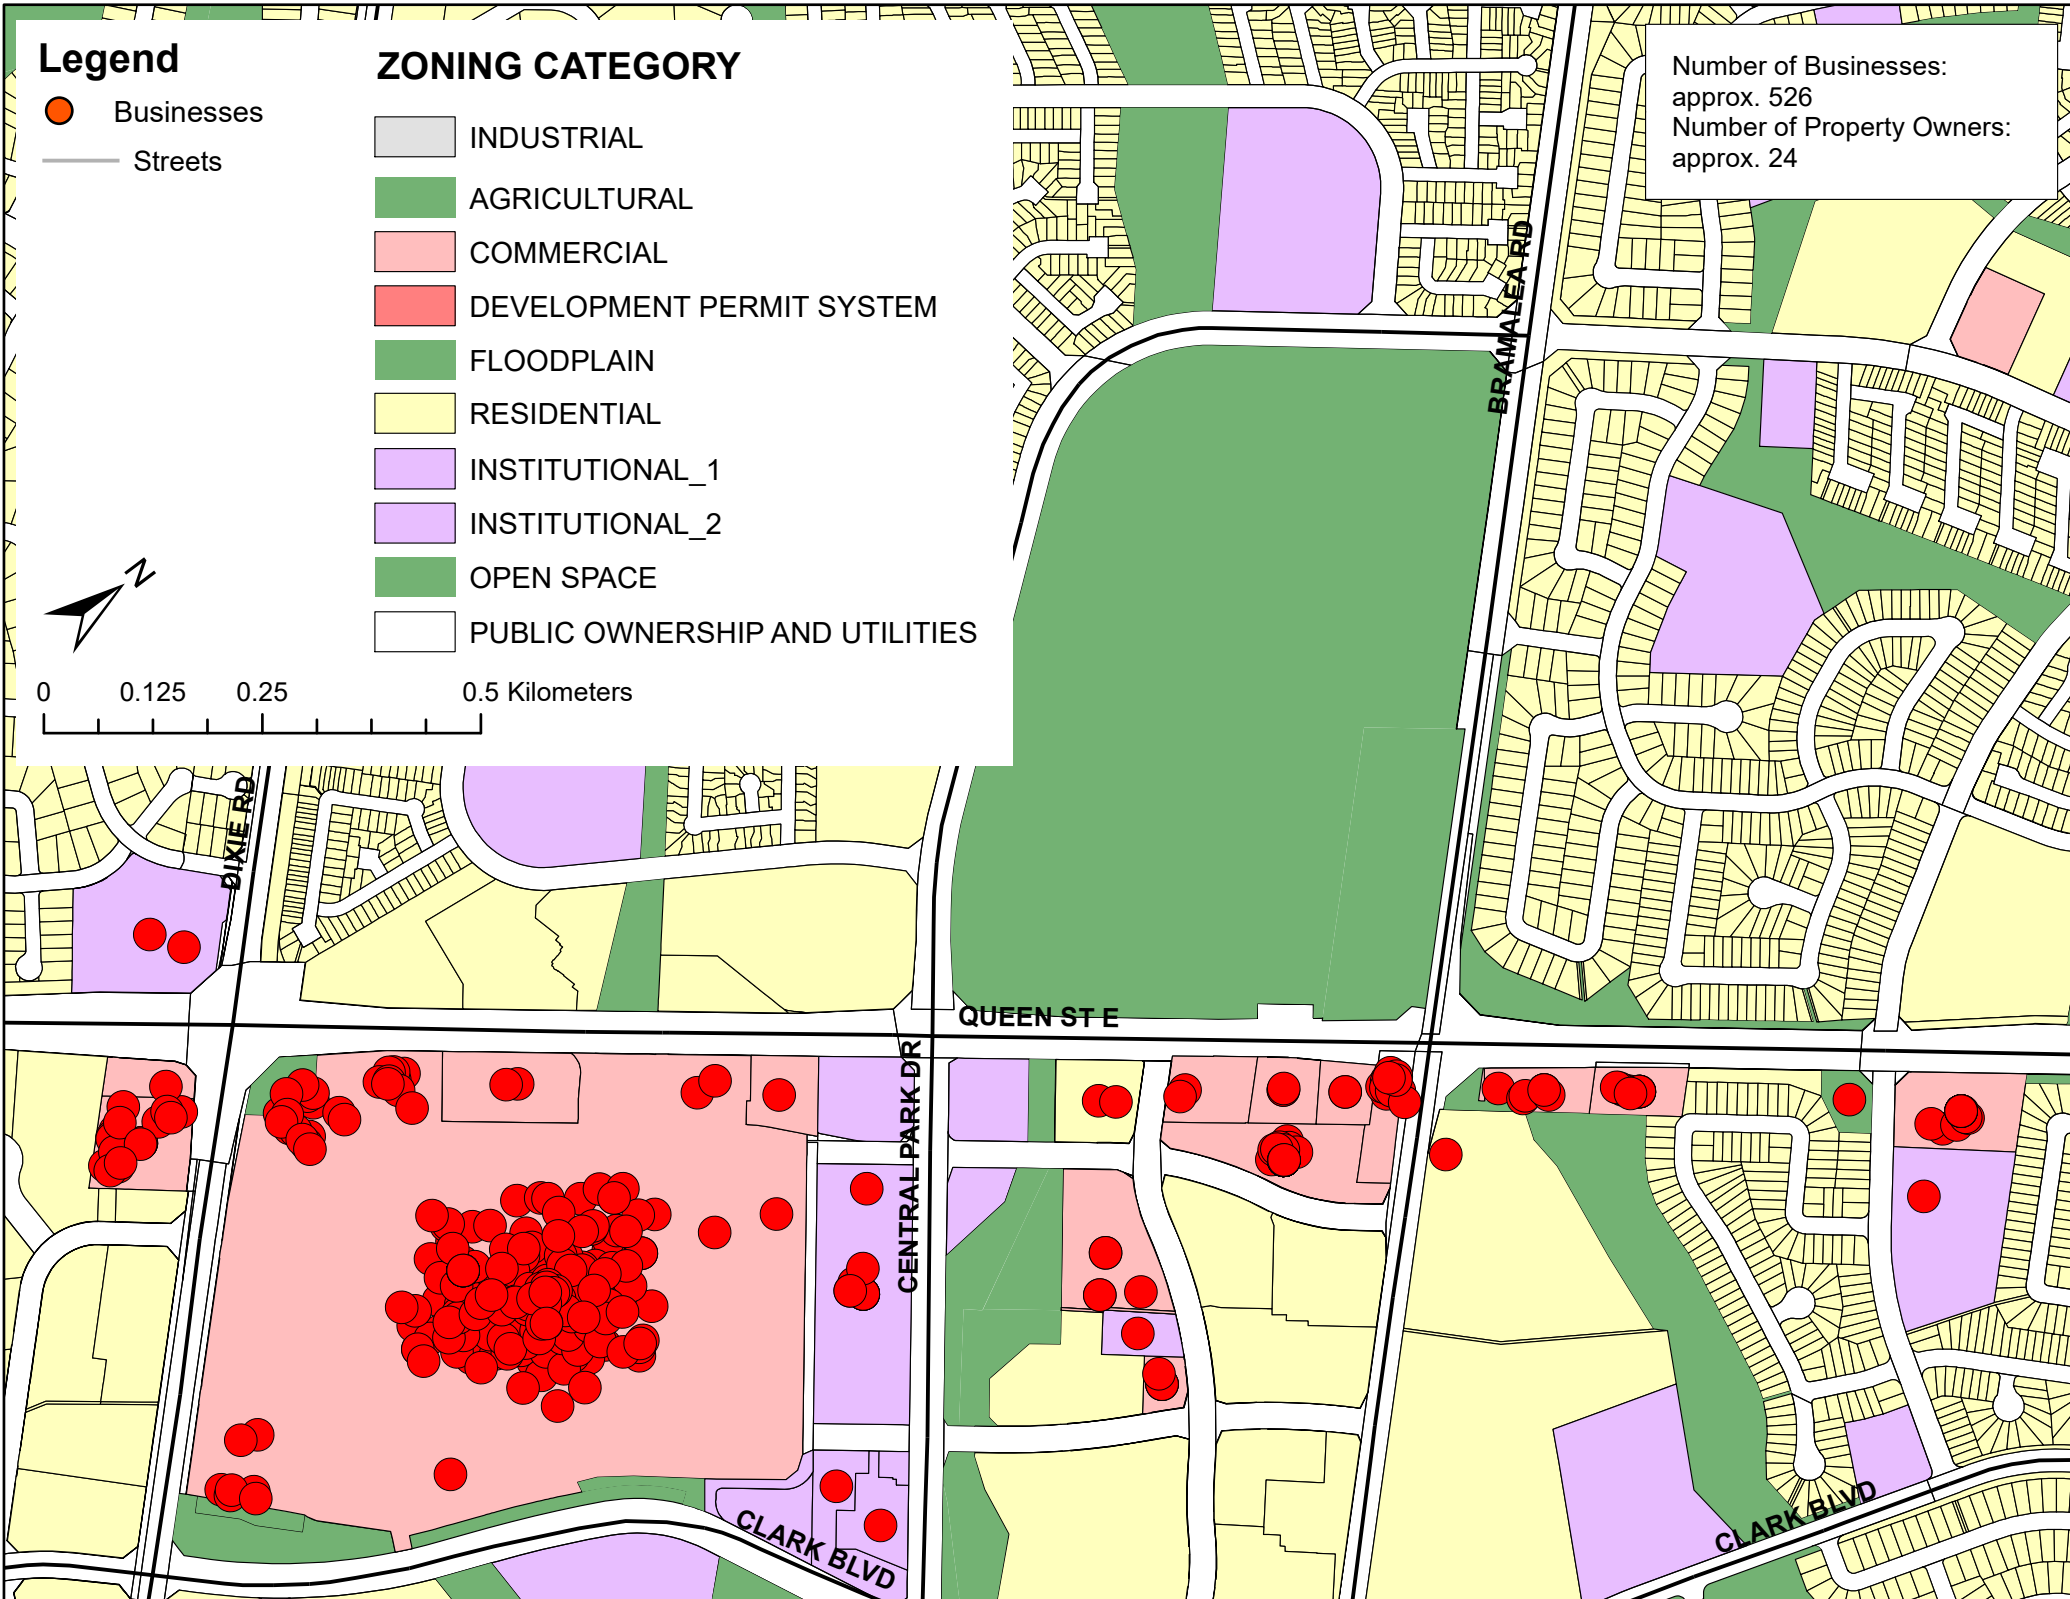 Legend
Businesses
Streets
ZONING CATEGORY
INDUSTRIAL
AGRICULTURAL
COMMERCIAL
DEVELOPMENT PERMIT SYSTEM
FLOODPLAIN
RESIDENTIAL
INSTITUTIONAL_1
INSTITUTIONAL_2
OPEN SPACE
PUBLIC OWNERSHIP AND UTILITIES
N
0 0.125 0.25 0.5 Kilometers
Number of Businesses:
approx. 526
Number of Property Owners:
approx. 24
BRAMALEA RD
DIXIE RD
QUEEN ST E
CENTRAL PARK DR
CLARK BLVD
CLARK BLVD